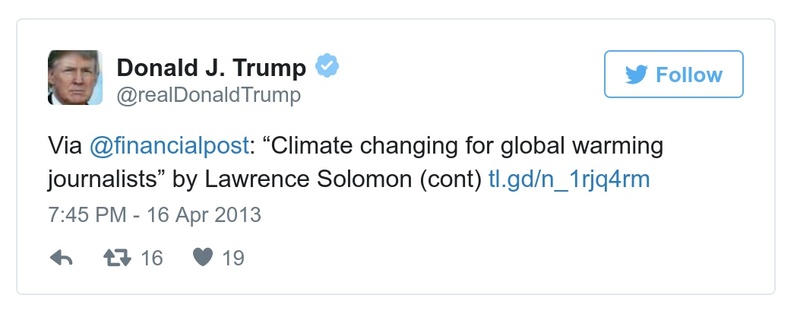 Donald J. Trump
@realDonaldTrump
Follow
Via @financialpost: “Climate changing for global warming
journalists” by Lawrence Solomon (cont) tl.gd/n_1rjq4rm
7:45 PM - 16 Apr 2013
16 19